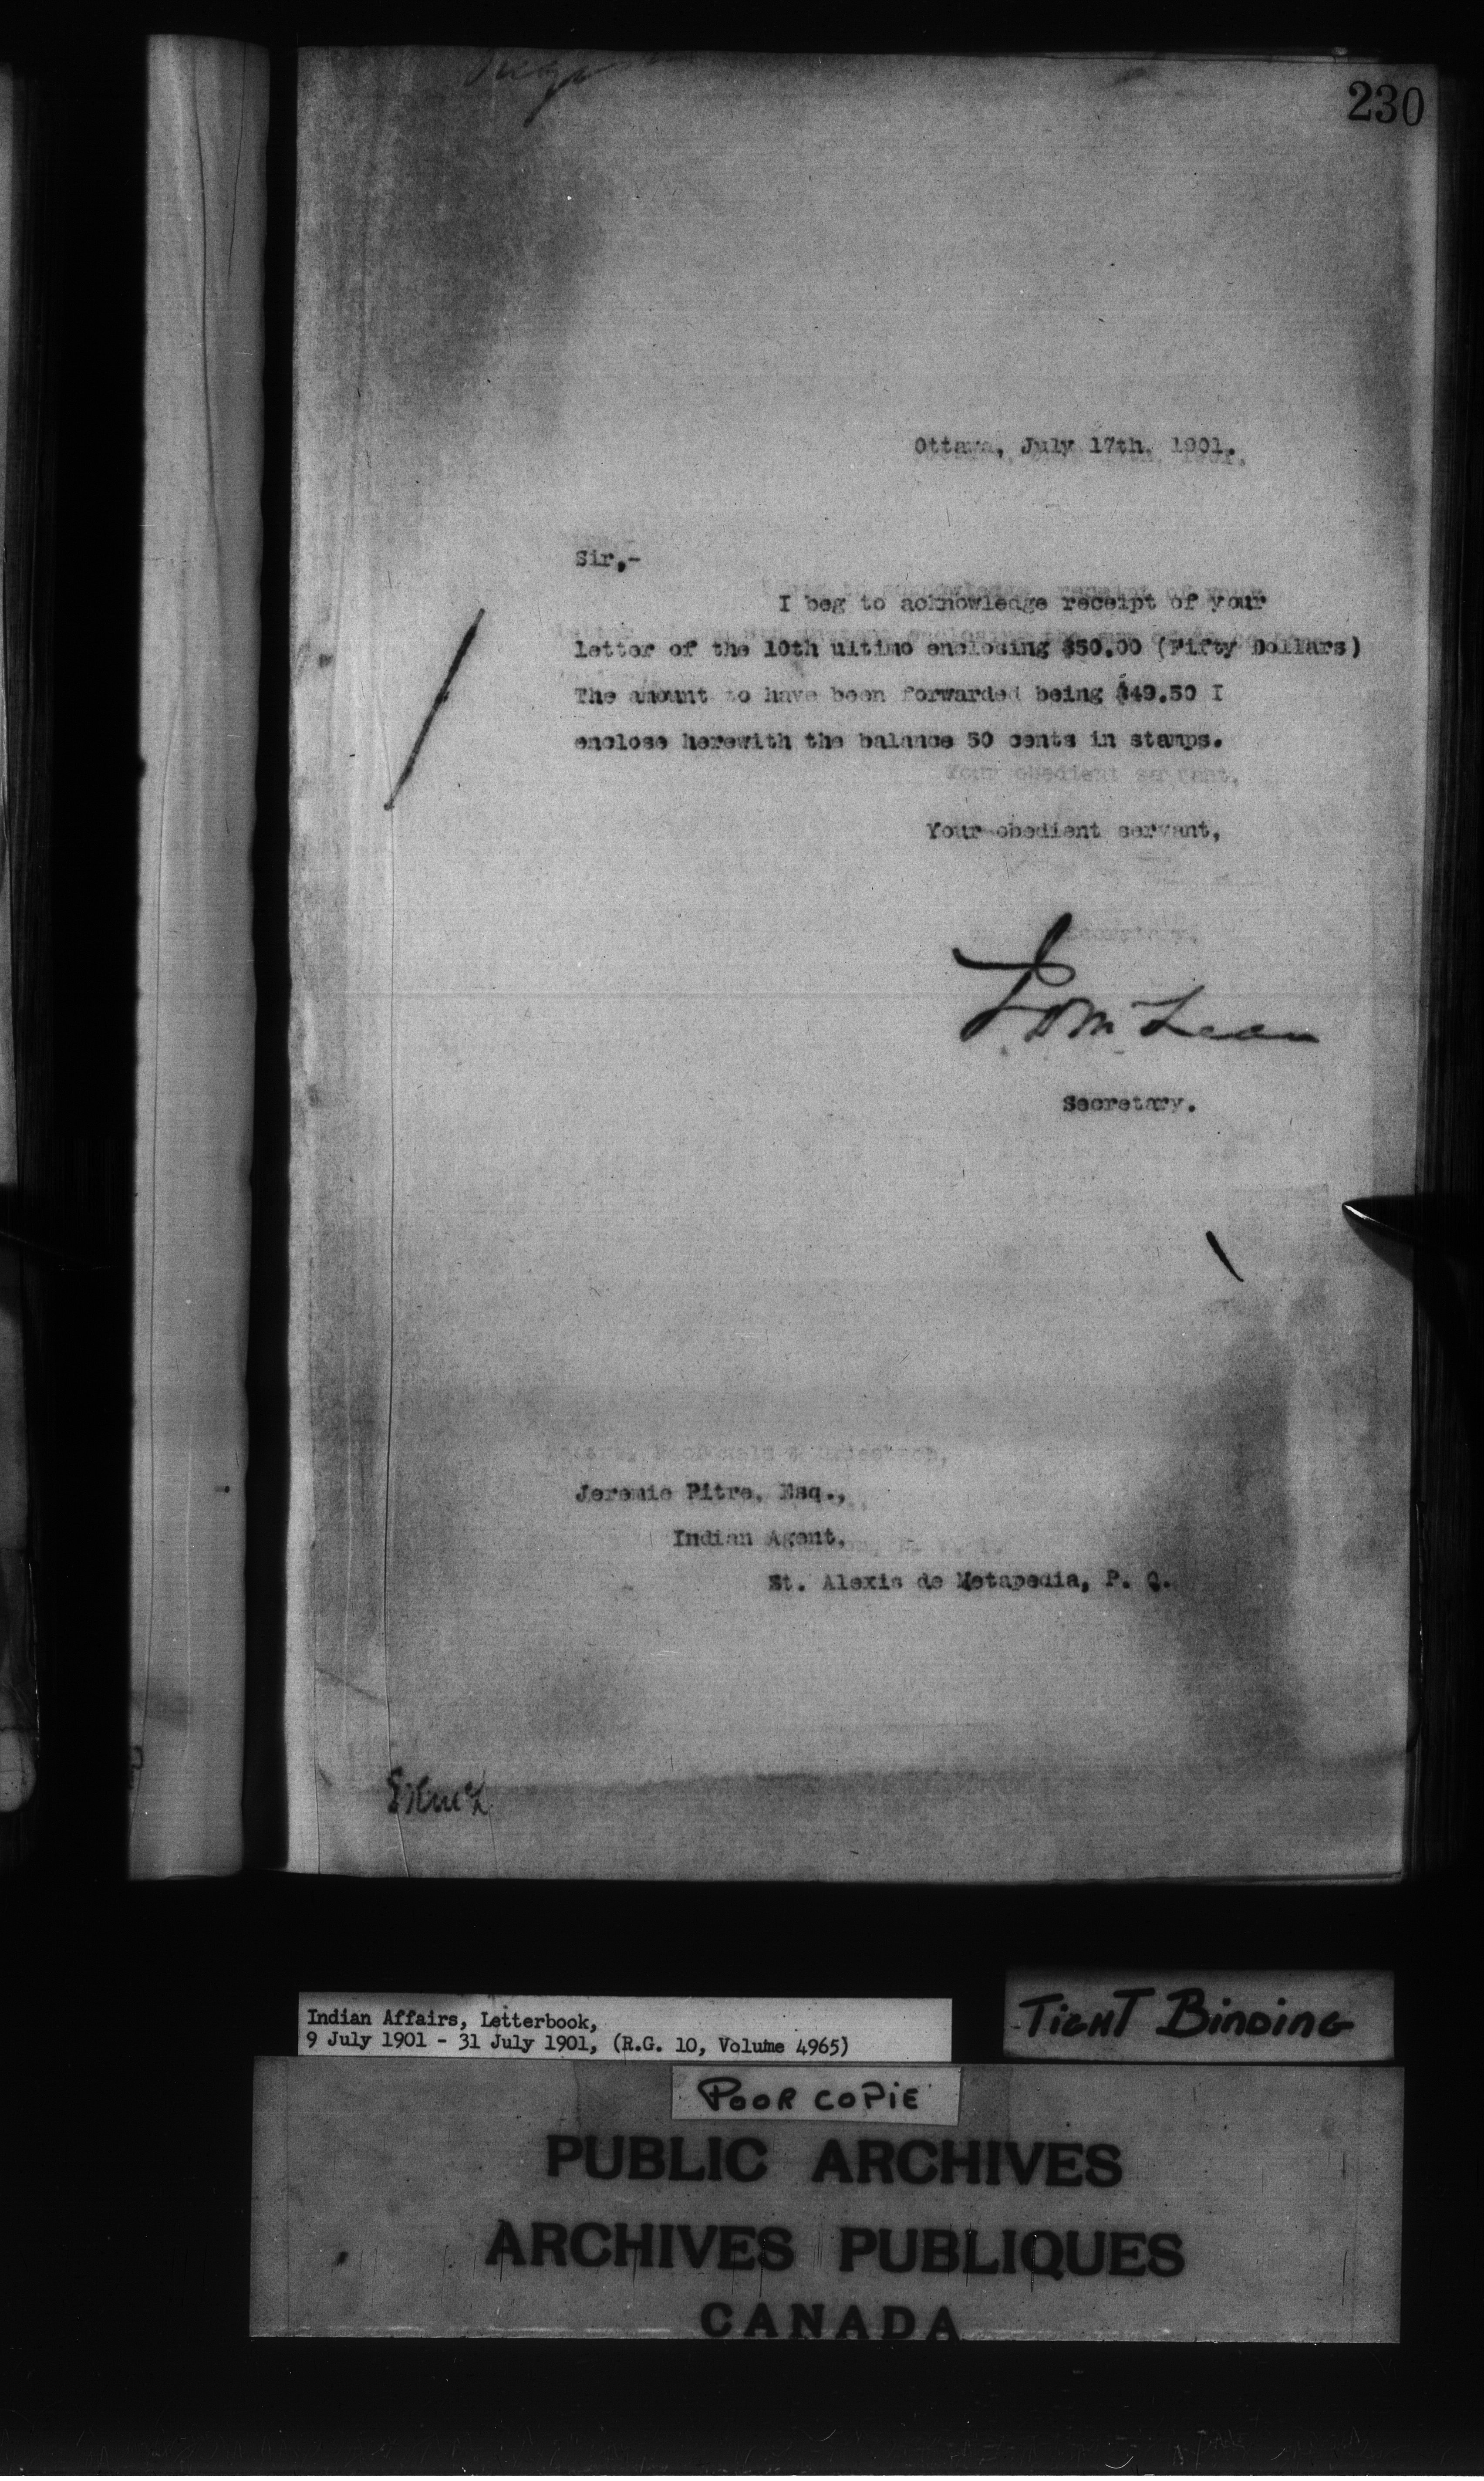 230
Ottawa, July 17th, 1901.
Sir,-
I beg to acknowledge receipt of your
letter of the 10th ultimo enclosing $50.00 (Fifty Dollars)
The amount to have been forwarded being $49.50 I
enclose herewith the balance 50 cents in stamps.
Your obedient servant,
Secretary.
Jeremie Pitre, Esq.,
Indian Agent,
St. Alexis de Metapedia, P. Q.
Indian Affairs, Letterbook,
9 July 1901 - 31 July 1901, (R.G. 10, Volume 4965)
TIGHT BINDING
POOR COPIE
PUBLIC ARCHIVES
ARCHIVES PUBLIQUES
CANADA